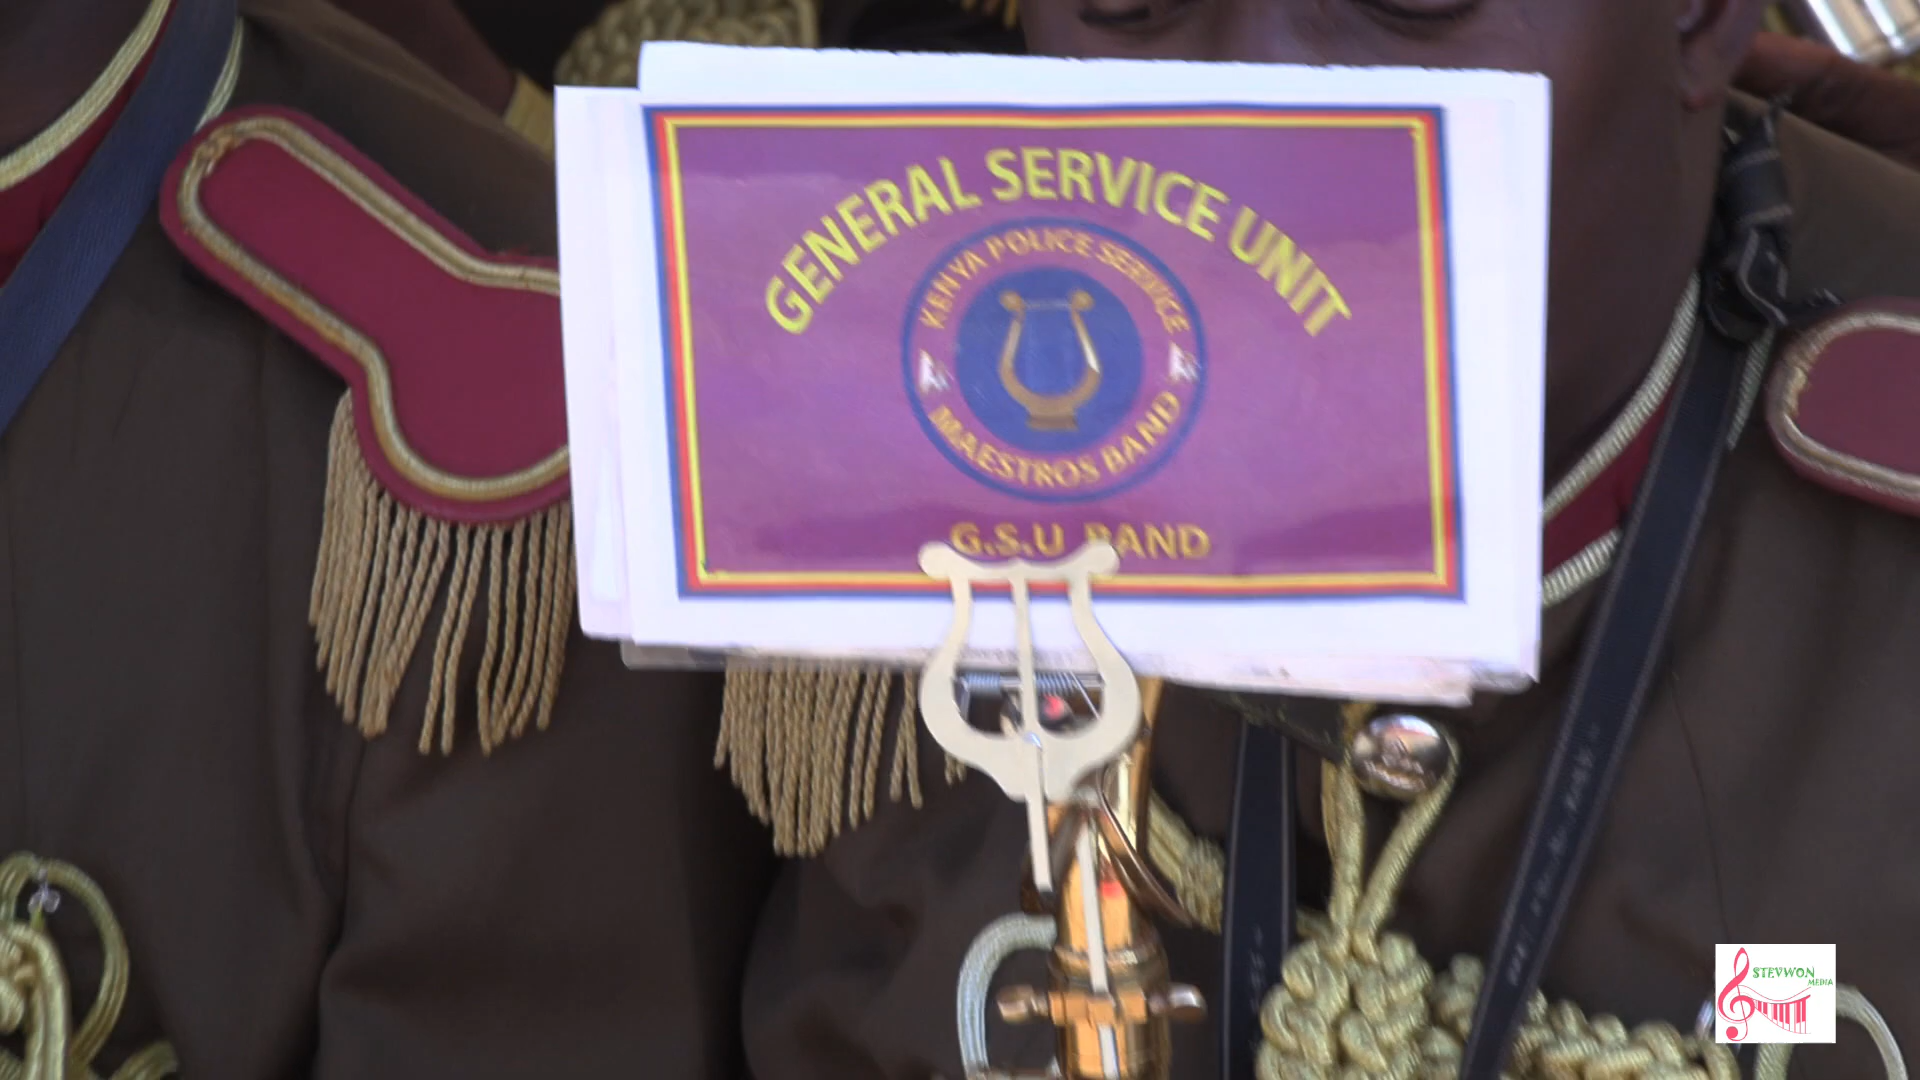 GENERAL SERVICE UNIT
KENYA POLICE SERVICE
MAESTROS BAND
G.S.U BAND
STEVWON
MEDIA